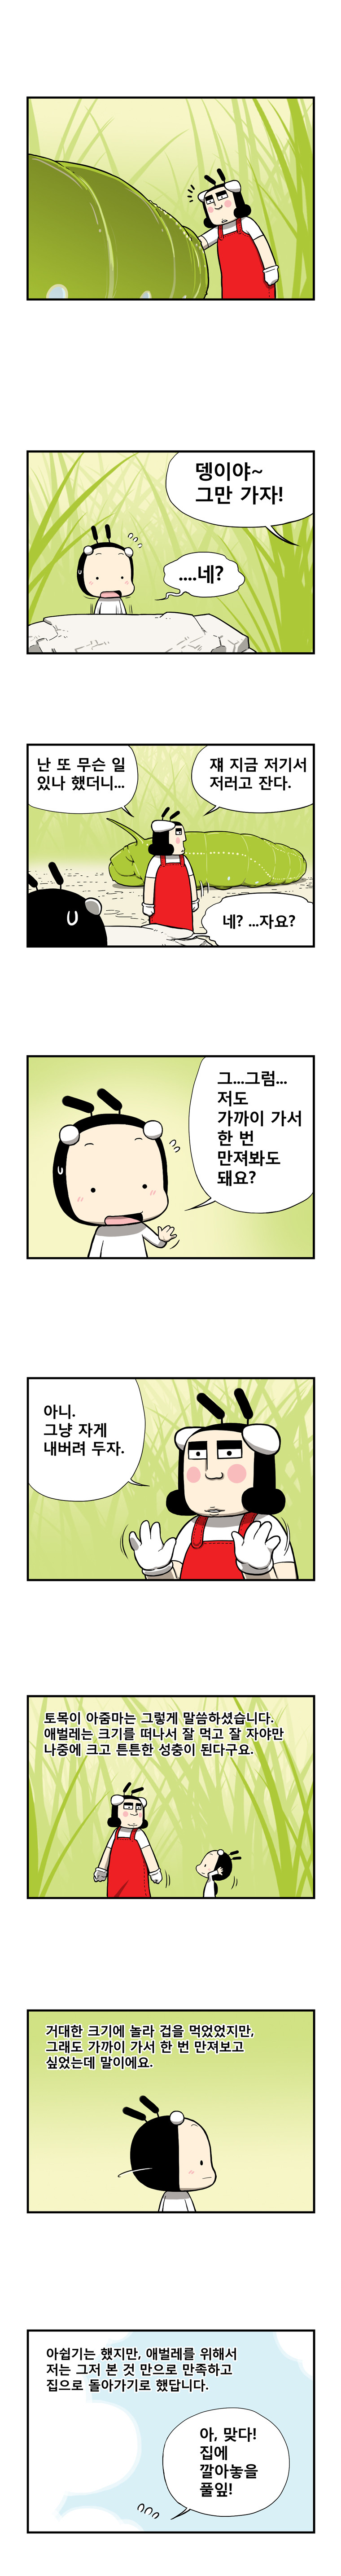 뎅이야~
그만 가자!
....네?
난 또 무슨 일
있나 했더니...
쟤 지금 저기서
저러고 잔다.
네? ...자요?
그...그럼...
저도
가까이 가서
한 번
만져봐도
돼요?
아니.
그냥 자게
내버려 두자.
토목이 아줌마는 그렇게 말씀하셨습니다.
애벌레는 크기를 떠나서 잘 먹고 잘 자야만
나중에 크고 튼튼한 성충이 된다구요.
거대한 크기에 놀라 겁을 먹었었지만,
그래도 가까이 가서 한 번 만져보고
싶었는데 말이에요.
아쉽기는 했지만, 애벌레를 위해서
저는 그저 본 것 만으로 만족하고
집으로 돌아가기로 했답니다.
아, 맞다!
집에
깔아놓을
풀잎!